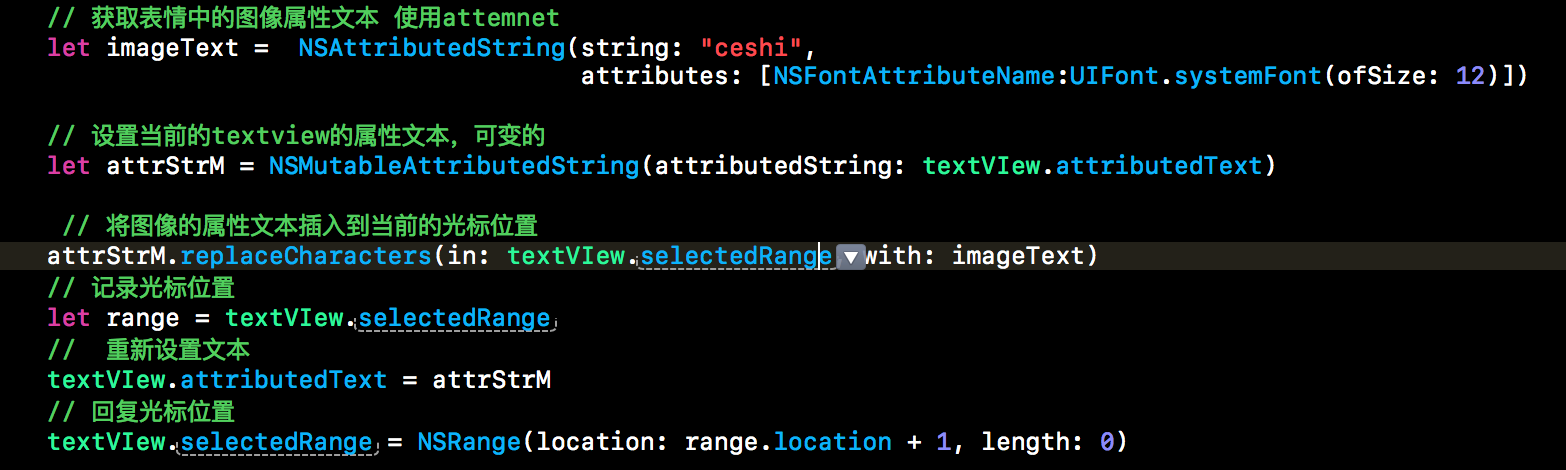 // 获取表情中的图像属性文本 使用attemnet
let imageText =  NSAttributedString(string: "ceshi",
attributes: [NSFontAttributeName:UIFont.systemFont(ofSize: 12)])
// 设置当前的textview的属性文本，可变的
let attrStrM = NSMutableAttributedString(attributedString: textVIew.attributedText)
// 将图像的属性文本插入到当前的光标位置
attrStrM.replaceCharacters(in: textVIew.selectedRange with: imageText)
// 记录光标位置
let range = textVIew.selectedRange
//  重新设置文本
textVIew.attributedText = attrStrM
// 回复光标位置
textVIew.selectedRange = NSRange(location: range.location + 1, length: 0)